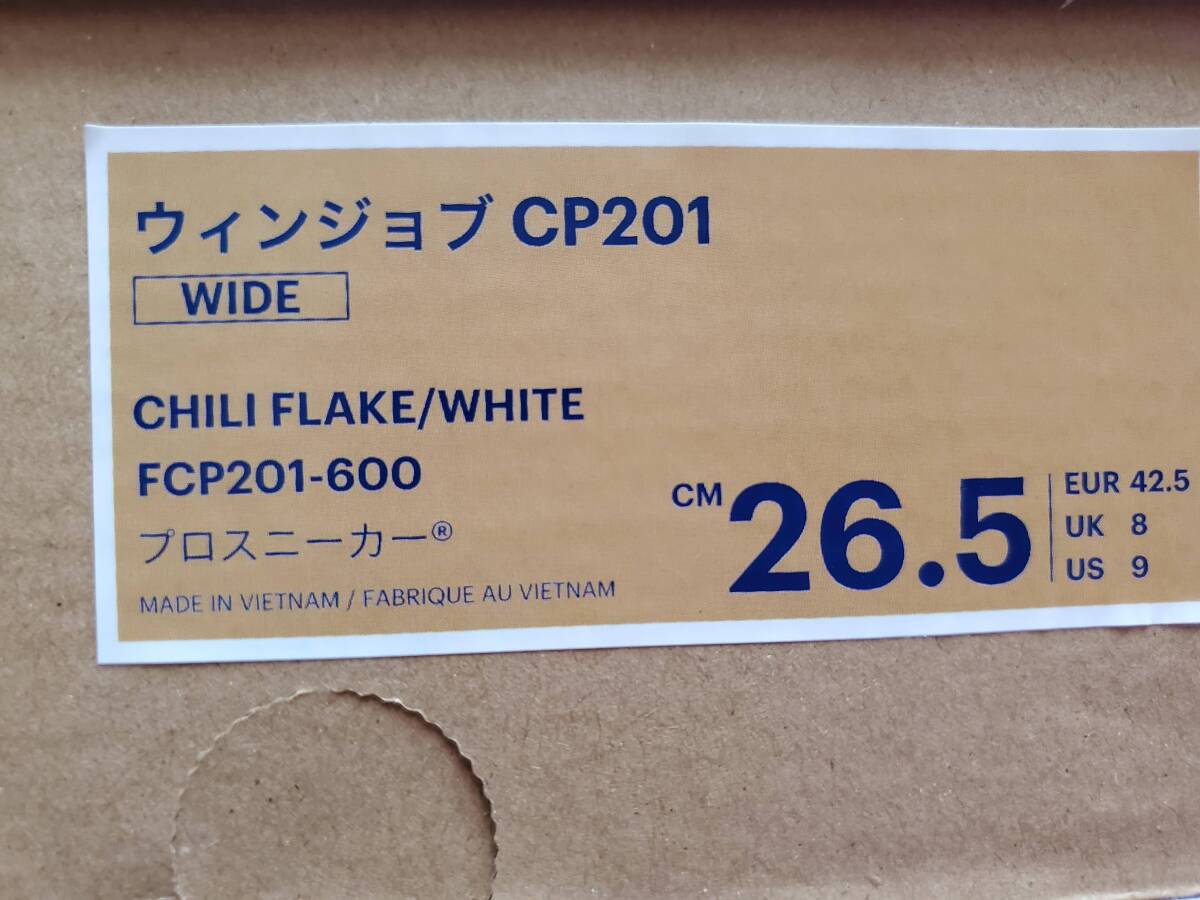 ウィンジョブ CP201
WIDE
CHILI FLAKE/WHITE
FCP201-600
プロスニーカー®
MADE IN VIETNAM / FABRIQUE AU VIETNAM
CM 26.5
EUR 42.5
UK 8
US 9